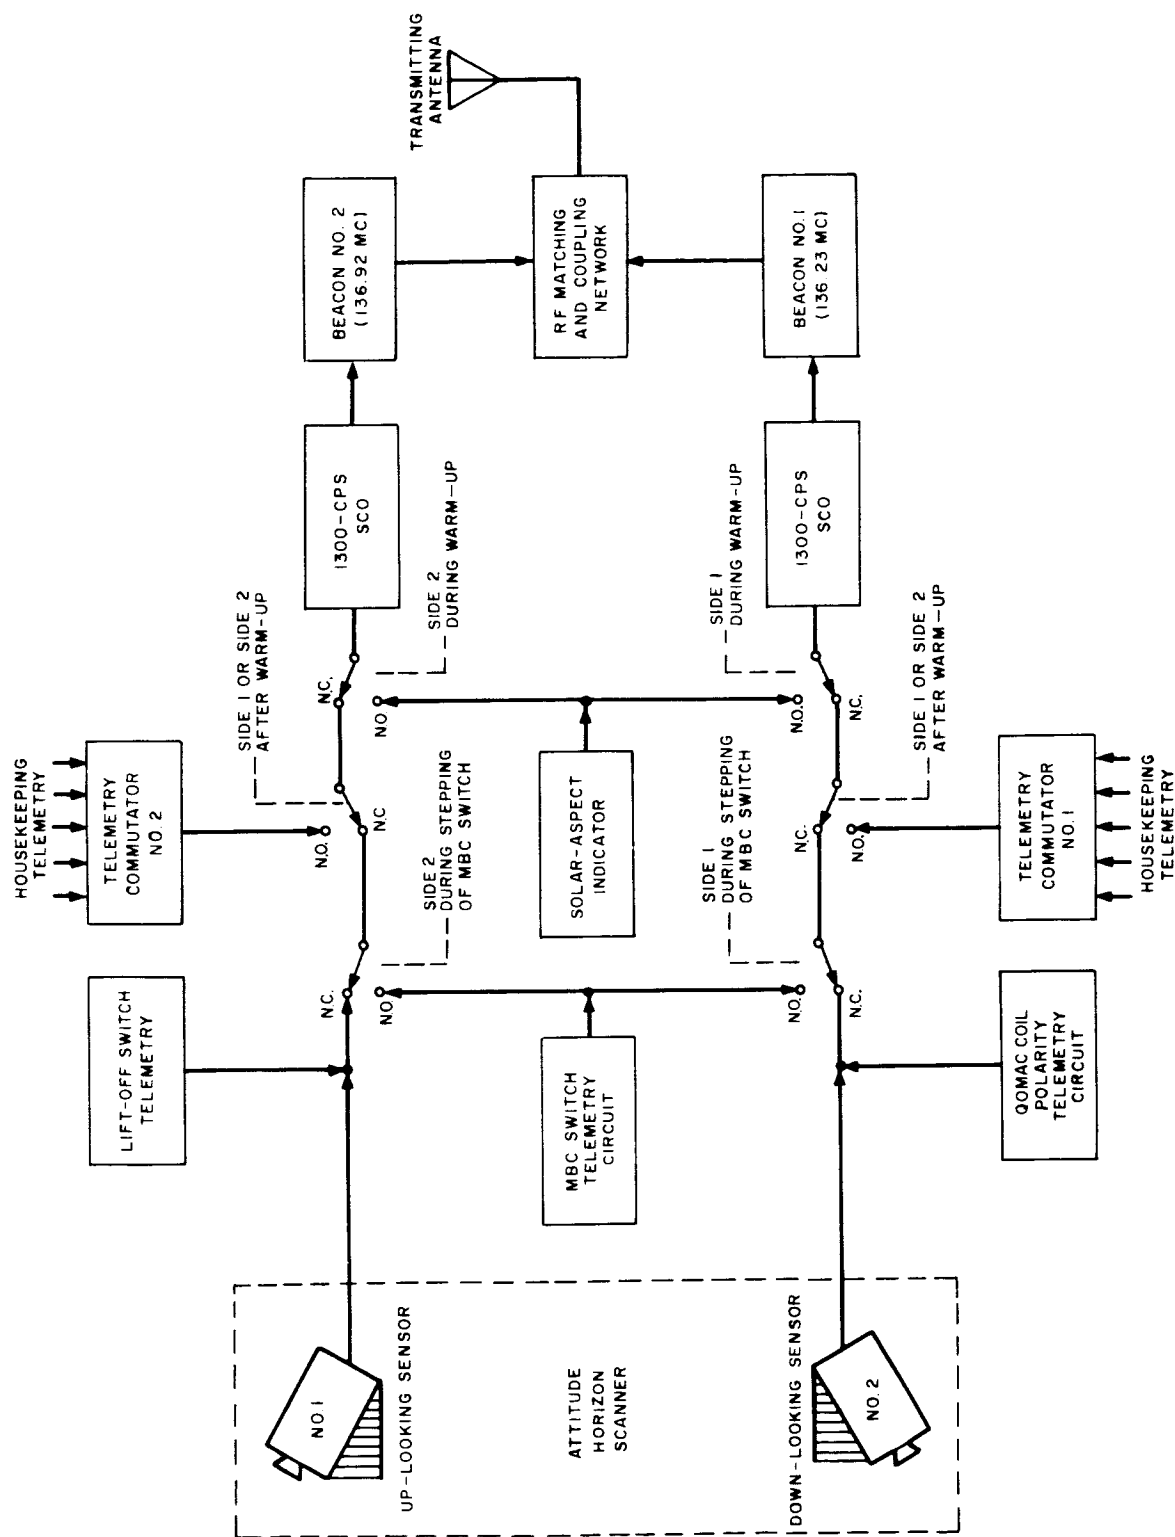 HOUSEKEEPING
TELEMETRY
LIFT-OFF SWITCH
TELEMETRY
TELEMETRY
COMMUTATOR
NO. 2
SIDE 1 OR SIDE 2
AFTER WARM-UP
1300-CPS
SCO
BEACON NO. 2
(136.92 MC)
TRANSMITTING
ANTENNA
NO. 1
UP-LOOKING SENSOR
N.C.
N.O.
N.O.
N.C
N.C.
N.O.
SIDE 2
DURING STEPPING
OF MBC SWITCH
SIDE 2
DURING WARM-UP
ATTITUDE
HORIZON
SCANNER
MBC SWITCH
TELEMETRY
CIRCUIT
SOLAR-ASPECT
INDICATOR
RF MATCHING
AND COUPLING
NETWORK
SIDE 1
DURING STEPPING
OF MBC SWITCH
SIDE 1
DURING WARM-UP
DOWN-LOOKING SENSOR
NO. 2
N.O.
N.C.
N.C.
N.O.
N.O.
N.C.
1300-CPS
SCO
BEACON NO. 1
(136.23 MC)
SIDE 1 OR SIDE 2
AFTER WARM-UP
QOMAC COIL
POLARITY
TELEMETRY
CIRCUIT
TELEMETRY
COMMUTATOR
NO. 1
HOUSEKEEPING
TELEMETRY